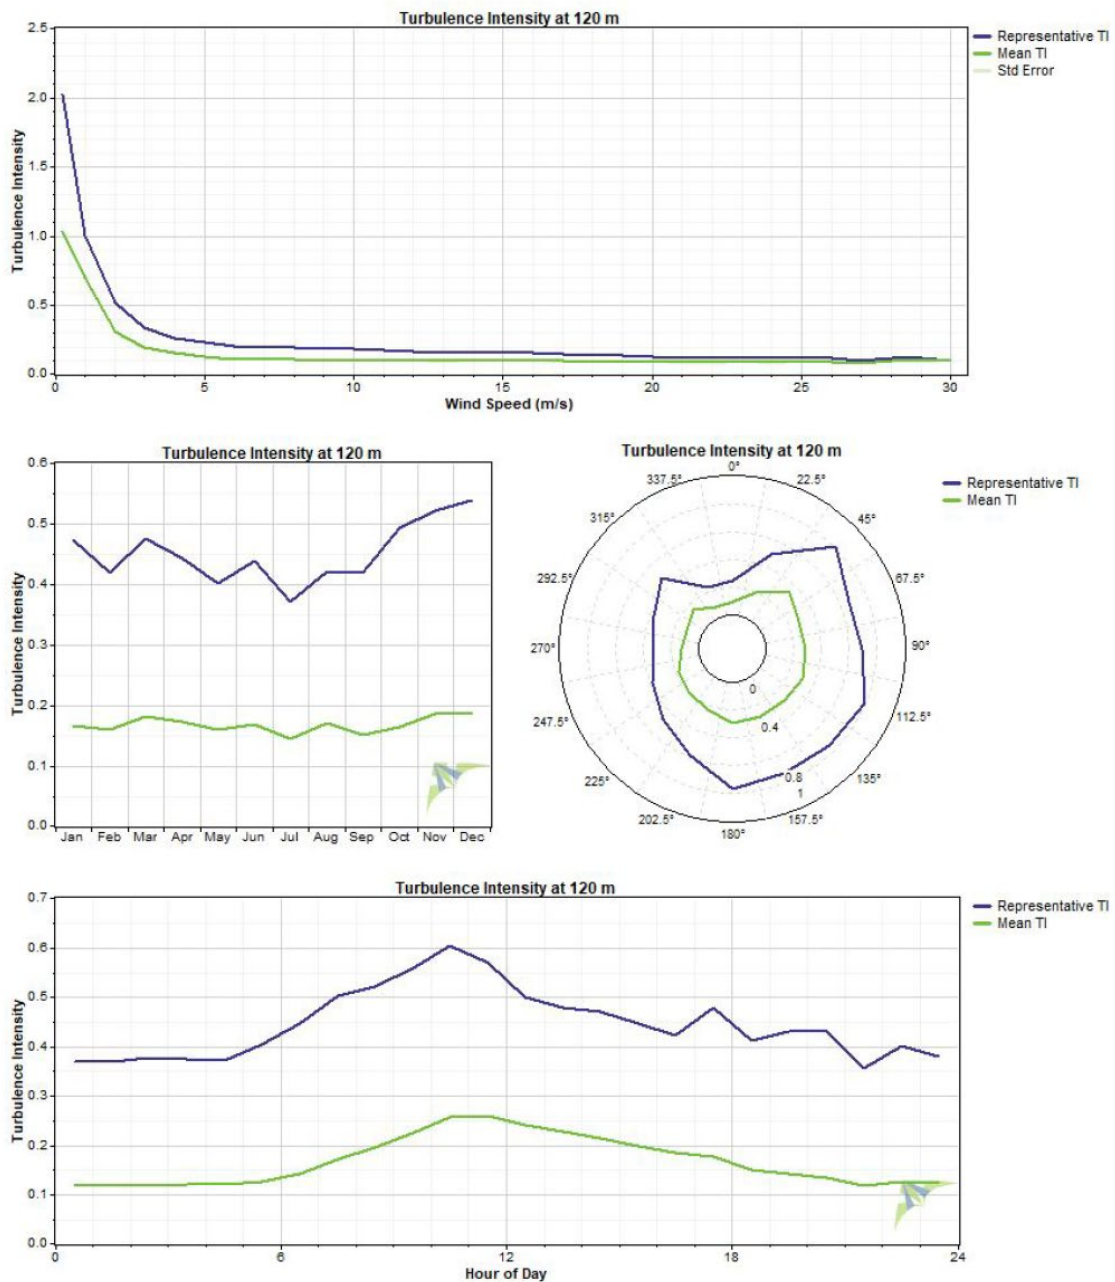 Turbulence Intensity at 120 m
2.5
2.0
1.5
1.0
0.5
0.0
Turbulence Intensity
0 5 10 15 20 25 30
Wind Speed (m/s)
Representative TI
Mean TI
Std Error
Turbulence Intensity at 120 m
0.6
0.5
0.4
0.3
0.2
0.1
0.0
Turbulence Intensity
Jan Feb Mar Apr May Jun Jul Aug Sep Oct Nov Dec
Turbulence Intensity at 120 m
0°
22.5°
45°
67.5°
90°
112.5°
135°
157.5°
180°
202.5°
225°
247.5°
270°
292.5°
315°
337.5°
0
0.4
0.8
1
Representative TI
Mean TI
Turbulence Intensity at 120 m
0.7
0.6
0.5
0.4
0.3
0.2
0.1
0.0
Turbulence Intensity
0 6 12 18 24
Hour of Day
Representative TI
Mean TI